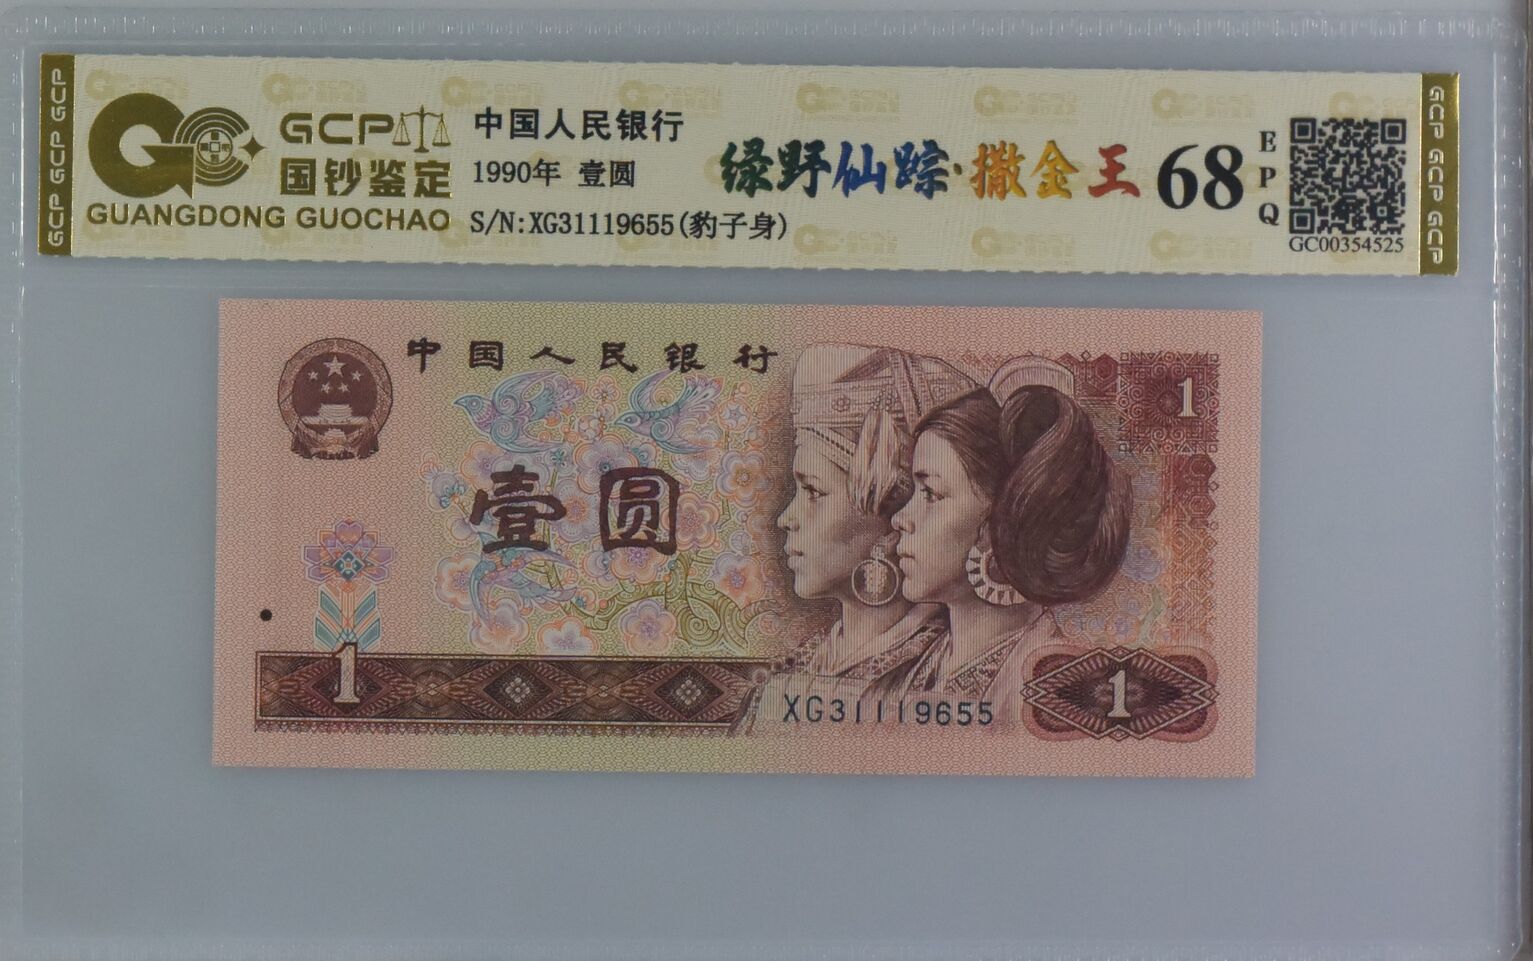 GCP GCP GCP
GCP
国钞鉴定
GUANGDONG GUOCHAO
中国人民银行
1990年 壹圆
S/N:XG31119655(豹子身)
绿野仙踪·撒金王
68
EPQ
GC00354525
GCP GCP GCP
中国人民银行
1
壹圆
1
XG31119655
1